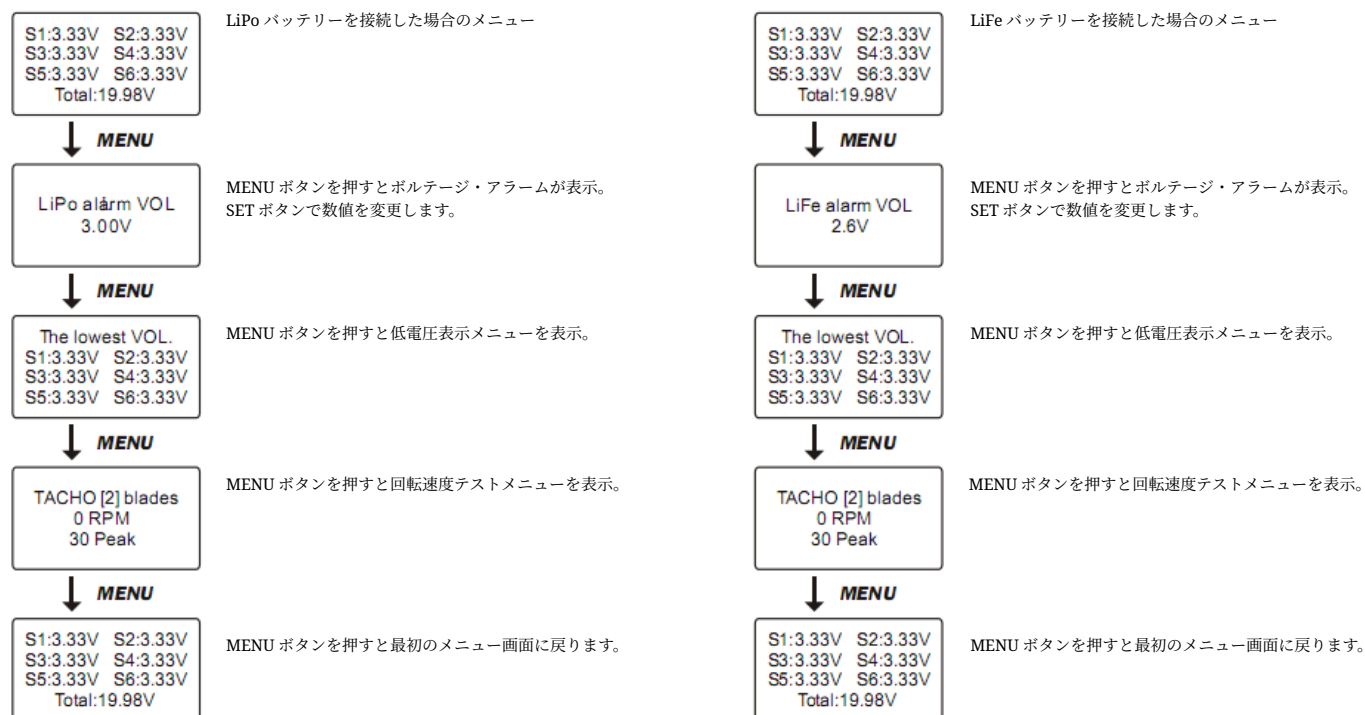 LiPo バッテリーを接続した場合のメニュー
S1:3.33V S2:3.33V
S3:3.33V S4:3.33V
S5:3.33V S6:3.33V
Total:19.98V
MENU
LiPo alårm VOL
3.00V
MENU ボタンを押すとボルテージ・アラームが表示。
SET ボタンで数値を変更します。
MENU
The lowest VOL.
S1:3.33V S2:3.33V
S3:3.33V S4:3.33V
S5:3.33V S6:3.33V
MENU ボタンを押すと低電圧表示メニューを表示。
MENU
TACHO [2] blades
0 RPM
30 Peak
MENU ボタンを押すと回転速度テストメニューを表示。
MENU
S1:3.33V S2:3.33V
S3:3.33V S4:3.33V
S5:3.33V S6:3.33V
Total:19.98V
MENU ボタンを押すと最初のメニュー画面に戻ります。
LiFe バッテリーを接続した場合のメニュー
S1:3.33V S2:3.33V
S3:3.33V S4:3.33V
S5:3.33V S6:3.33V
Total:19.98V
MENU
LiFe alarm VOL
2.6V
MENU ボタンを押すとボルテージ・アラームが表示。
SET ボタンで数値を変更します。
MENU
The lowest VOL.
S1:3.33V S2:3.33V
S3:3.33V S4:3.33V
S5:3.33V S6:3.33V
MENU ボタンを押すと低電圧表示メニューを表示。
MENU
TACHO [2] blades
0 RPM
30 Peak
MENU ボタンを押すと回転速度テストメニューを表示。
MENU
S1:3.33V S2:3.33V
S3:3.33V S4:3.33V
S5:3.33V S6:3.33V
Total:19.98V
MENU ボタンを押すと最初のメニュー画面に戻ります。